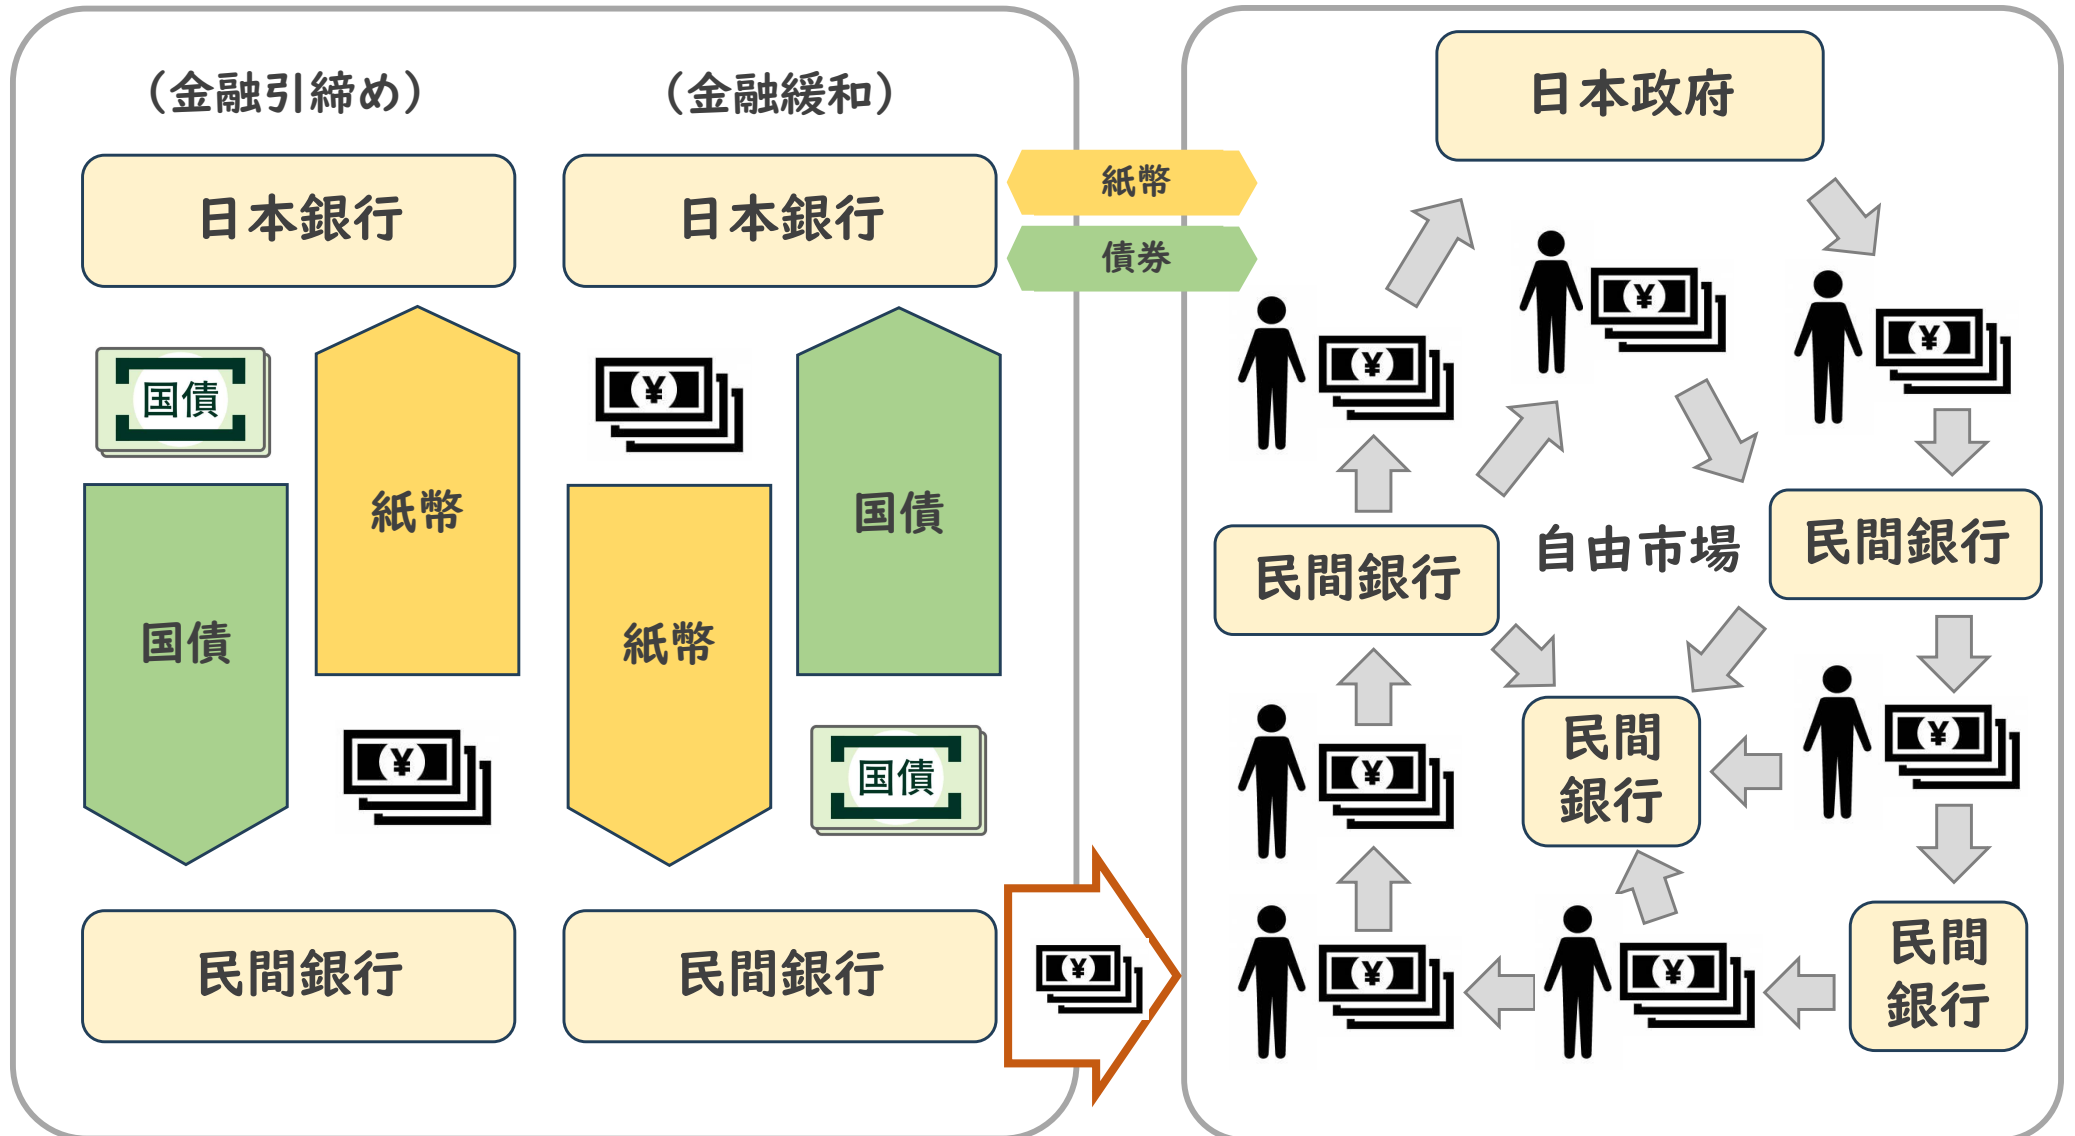 (金融引締め)
日本銀行
国債
紙幣
国債
民間銀行
(金融緩和)
日本銀行
¥
国債
紙幣
国債
¥
民間銀行
紙幣
債券
¥
日本政府
¥
¥
¥
民間銀行
自由市場
民間銀行
民間
銀行
¥
¥
民間
銀行
¥
¥